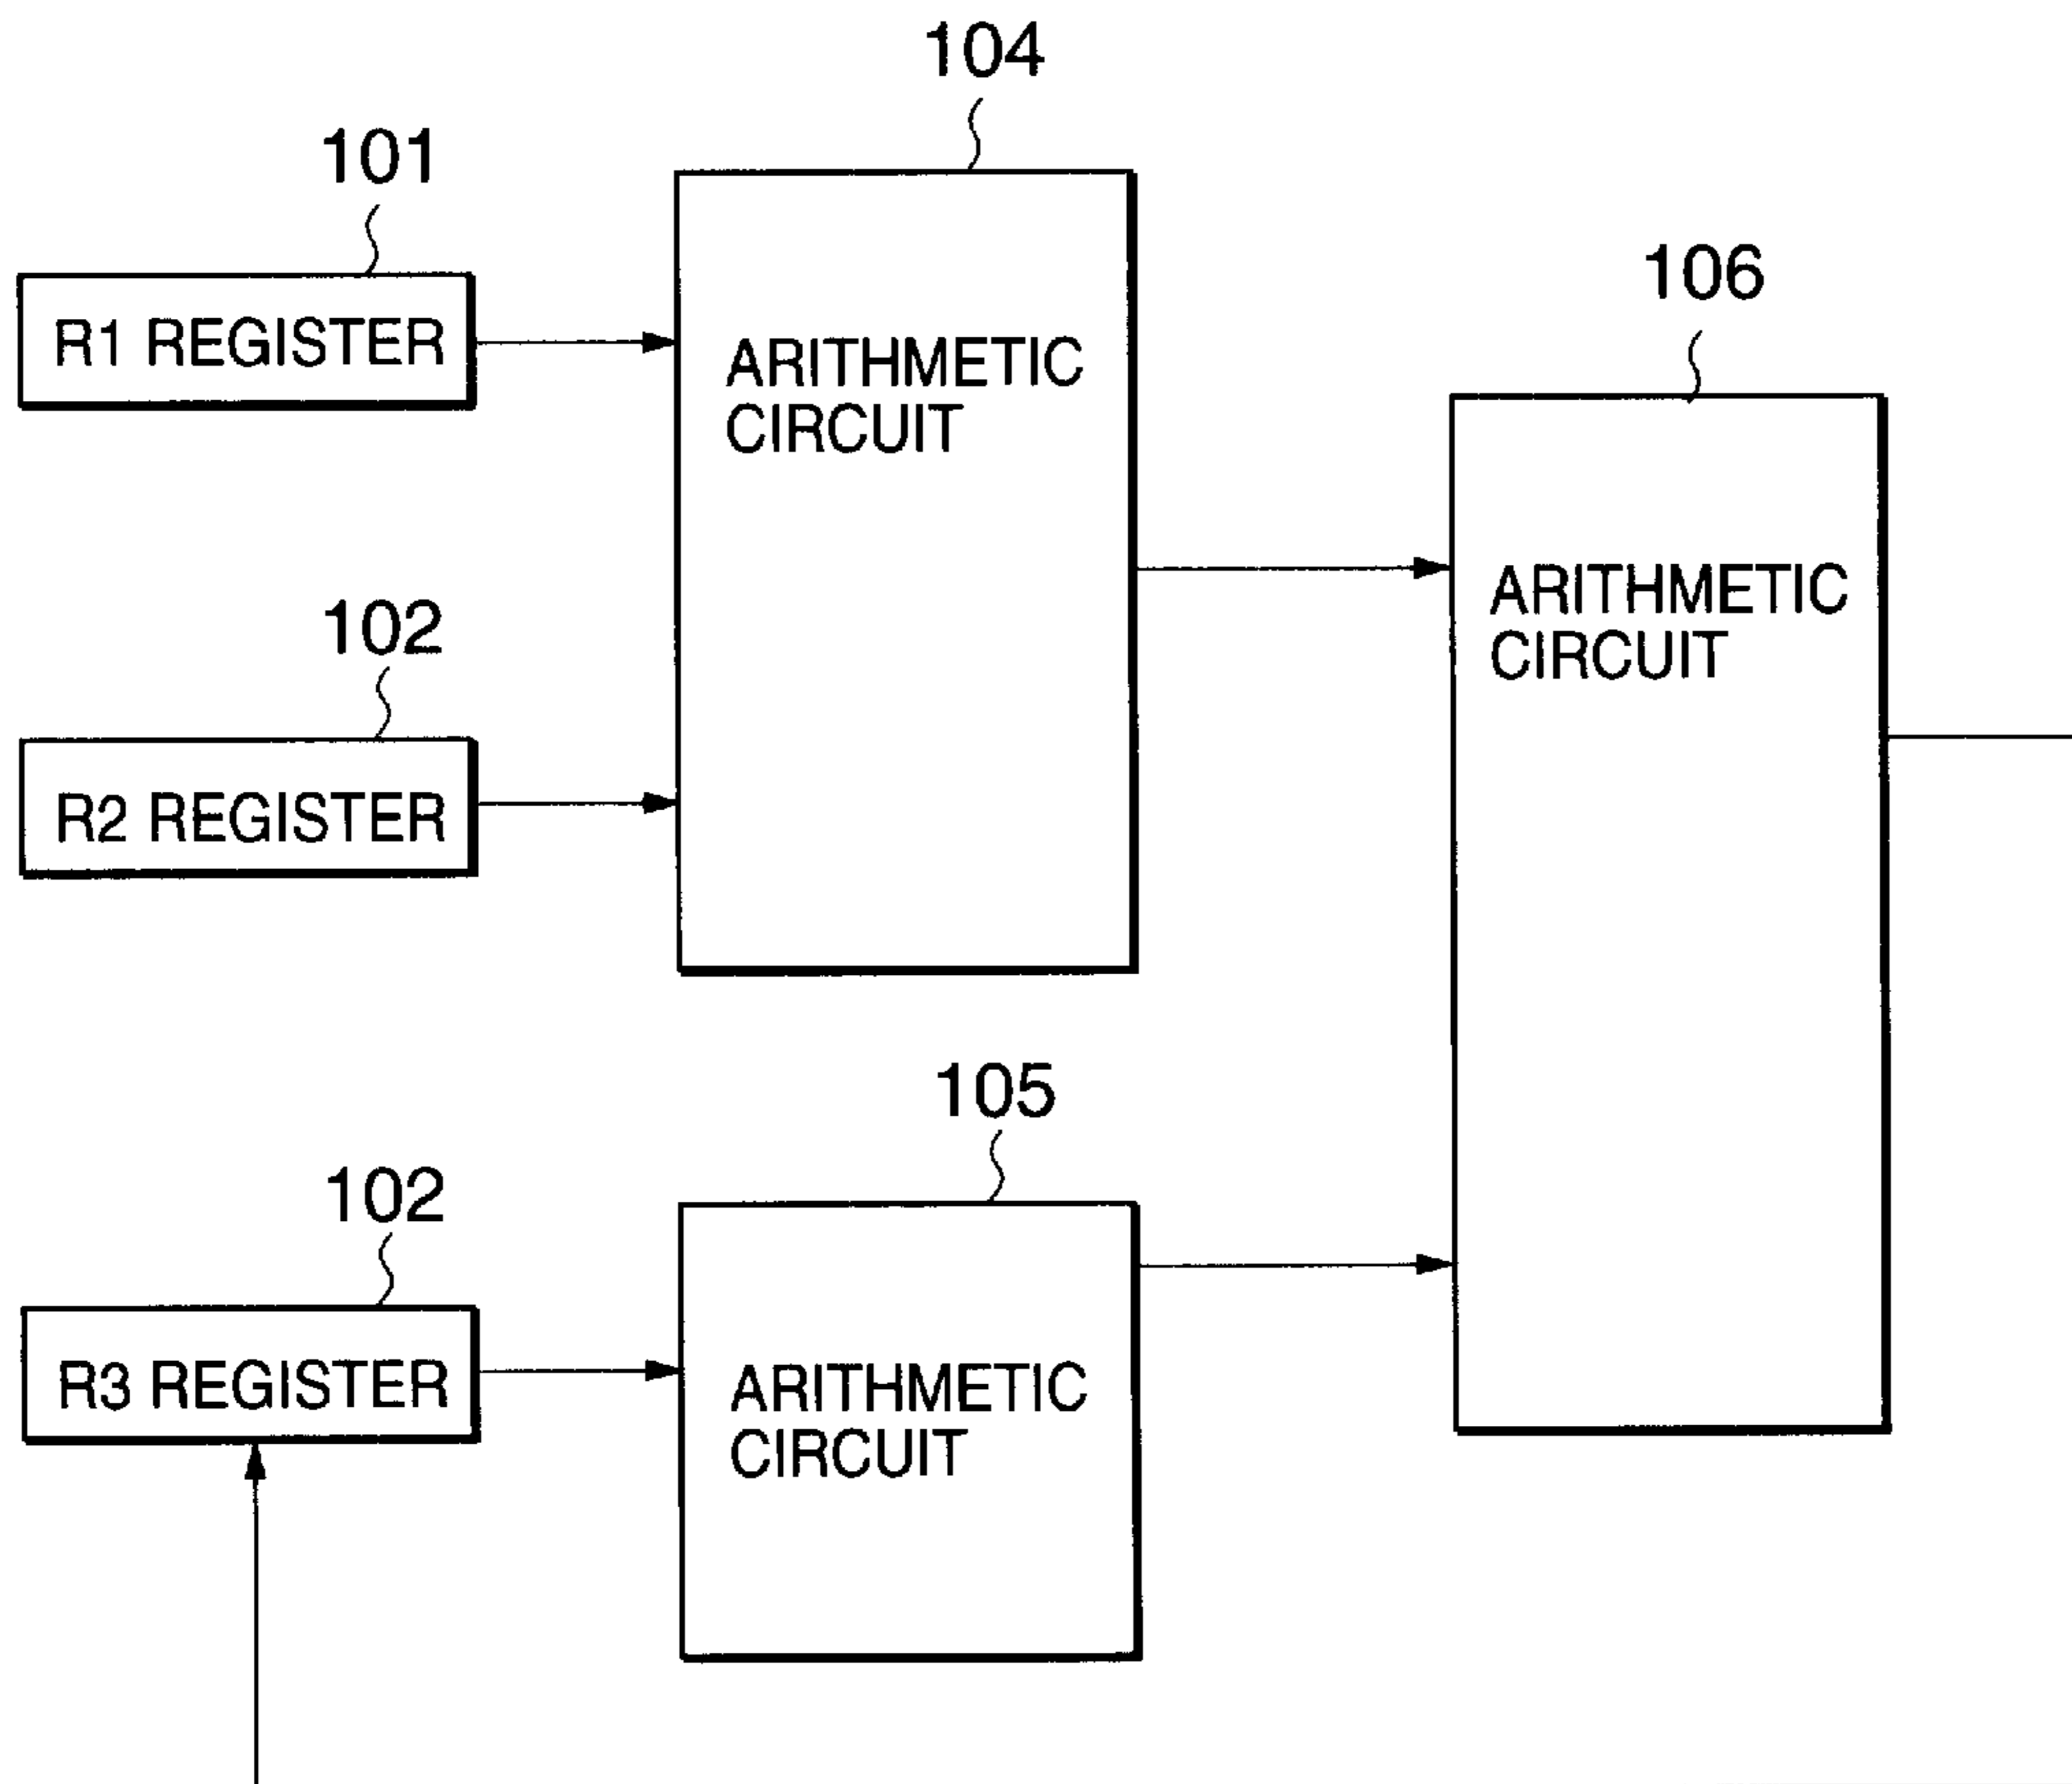 104
101
R1 REGISTER
ARITHMETIC
CIRCUIT
106
ARITHMETIC
CIRCUIT
102
R2 REGISTER
105
102
R3 REGISTER
ARITHMETIC
CIRCUIT